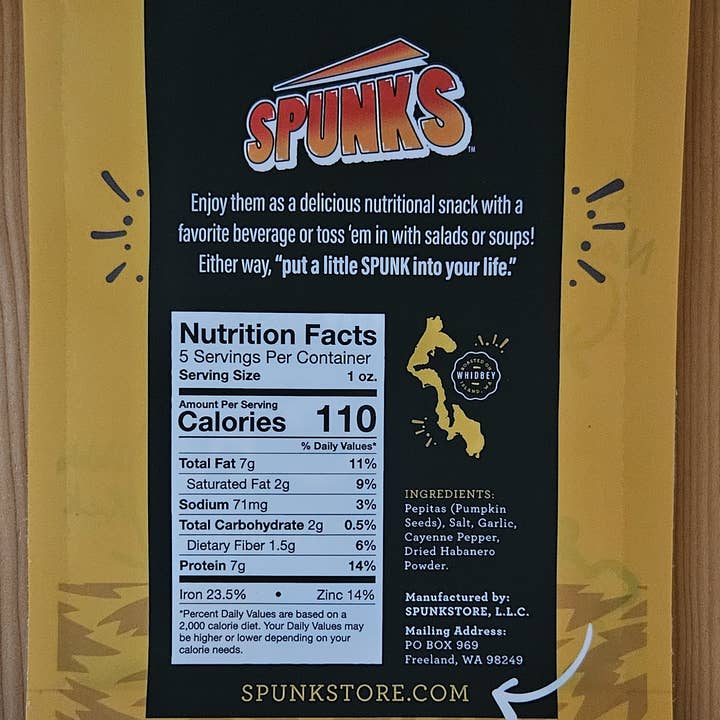 SPUNKS
TM
Enjoy them as a delicious nutritional snack with a
favorite beverage or toss 'em in with salads or soups!
Either way, "put a little SPUNK into your life."
Nutrition Facts
5 Servings Per Container
Serving Size 1 oz.
Amount Per Serving
Calories 110
% Daily Values*
Total Fat 7g 11%
Saturated Fat 2g 9%
Sodium 71mg 3%
Total Carbohydrate 2g 0.5%
Dietary Fiber 1.5g 6%
Protein 7g 14%
Iron 23.5% • Zinc 14%
*Percent Daily Values are based on a
2,000 calorie diet. Your Daily Values may
be higher or lower depending on your
calorie needs.
ROASTED ON
WHIDBEY
ISLAND, WA
INGREDIENTS:
Pepitas (Pumpkin
Seeds), Salt, Garlic,
Cayenne Pepper,
Dried Habanero
Powder.
Manufactured by:
SPUNKSTORE, L.L.C.
Mailing Address:
PO BOX 969
Freeland, WA 98249
SPUNKSTORE.COM